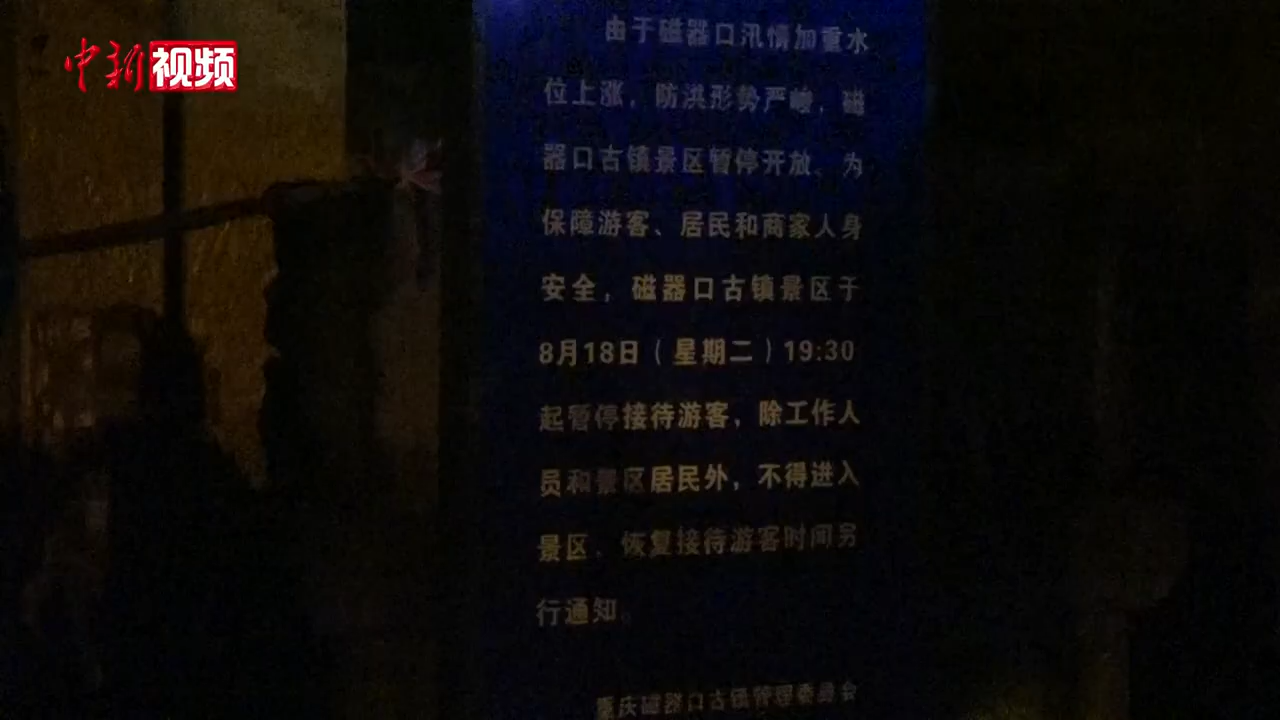 中新视频
由于磁器口汛情加重水
位上涨，防洪形势严峻，磁
器口古镇景区暂停开放。为
保障游客、居民和商家人身
安全，磁器口古镇景区于
8月18日（星期二）19:30
起暂停接待游客，除工作人
员和景区居民外，不得进入
景区。恢复接待游客时间另
行通知。
重庆磁器口古镇管理委员会